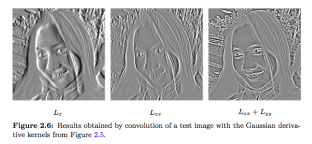 Lx Lxx Lxx + Lyy
Figure 2.6: Results obtained by convolution of a test image with the Gaussian deriva-
tive kernels from Figure 2.5.